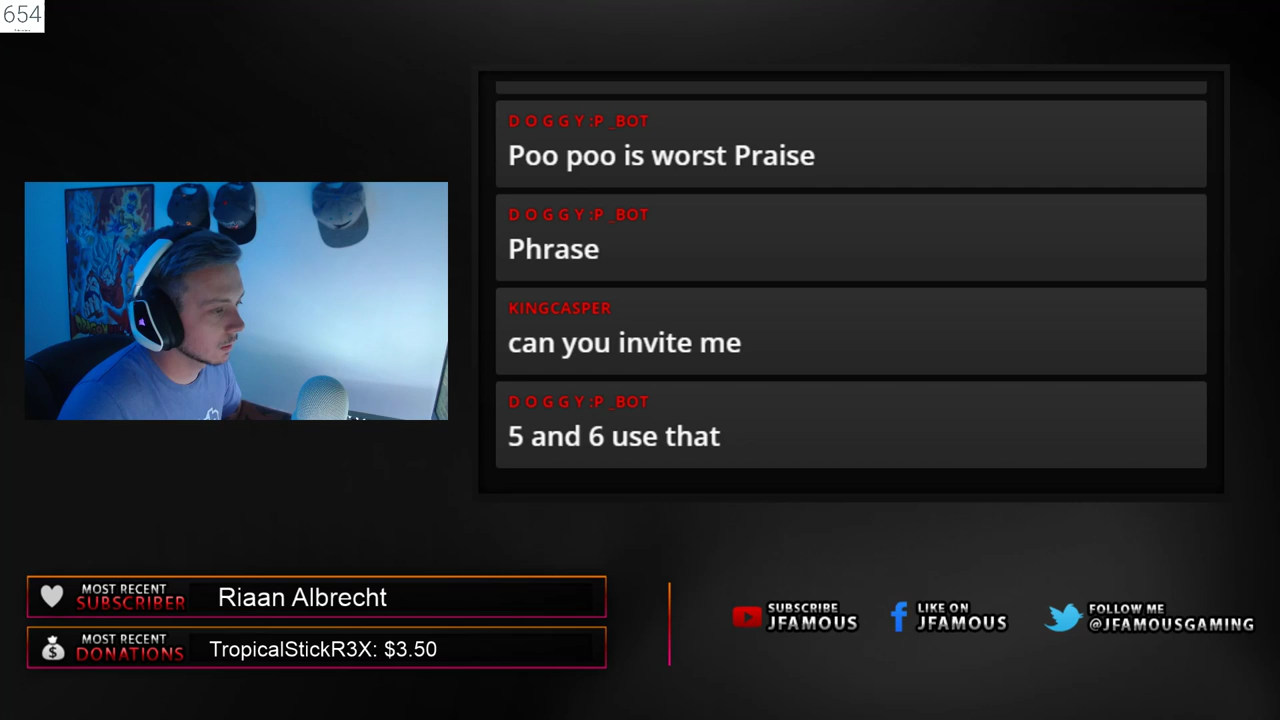 654
D O G G Y :P _BOT
Poo poo is worst Praise
D O G G Y :P _BOT
Phrase
KINGCASPER
can you invite me
D O G G Y :P _BOT
5 and 6 use that
MOST RECENT
SUBSCRIBER
Riaan Albrecht
MOST RECENT
DONATIONS
TropicalStickR3X: $3.50
SUBSCRIBE
JFAMOUS
LIKE ON
JFAMOUS
FOLLOW ME
@JFAMOUSGAMING